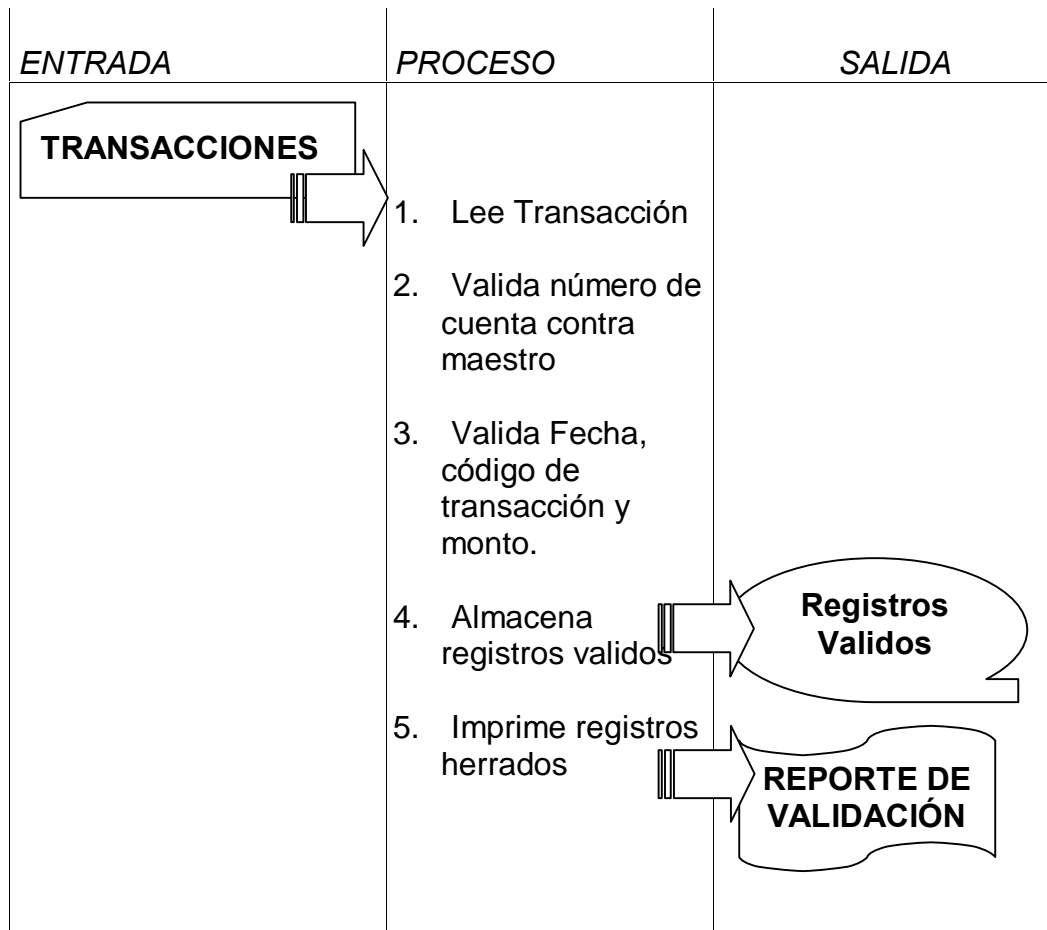 ENTRADA PROCESO SALIDA
TRANSACCIONES
1. Lee Transacción
2. Valida número de
cuenta contra
maestro
3. Valida Fecha,
código de
transacción y
monto.
4. Almacena
registros validos
Registros
Validos
5. Imprime registros
herrados
REPORTE DE
VALIDACIÓN